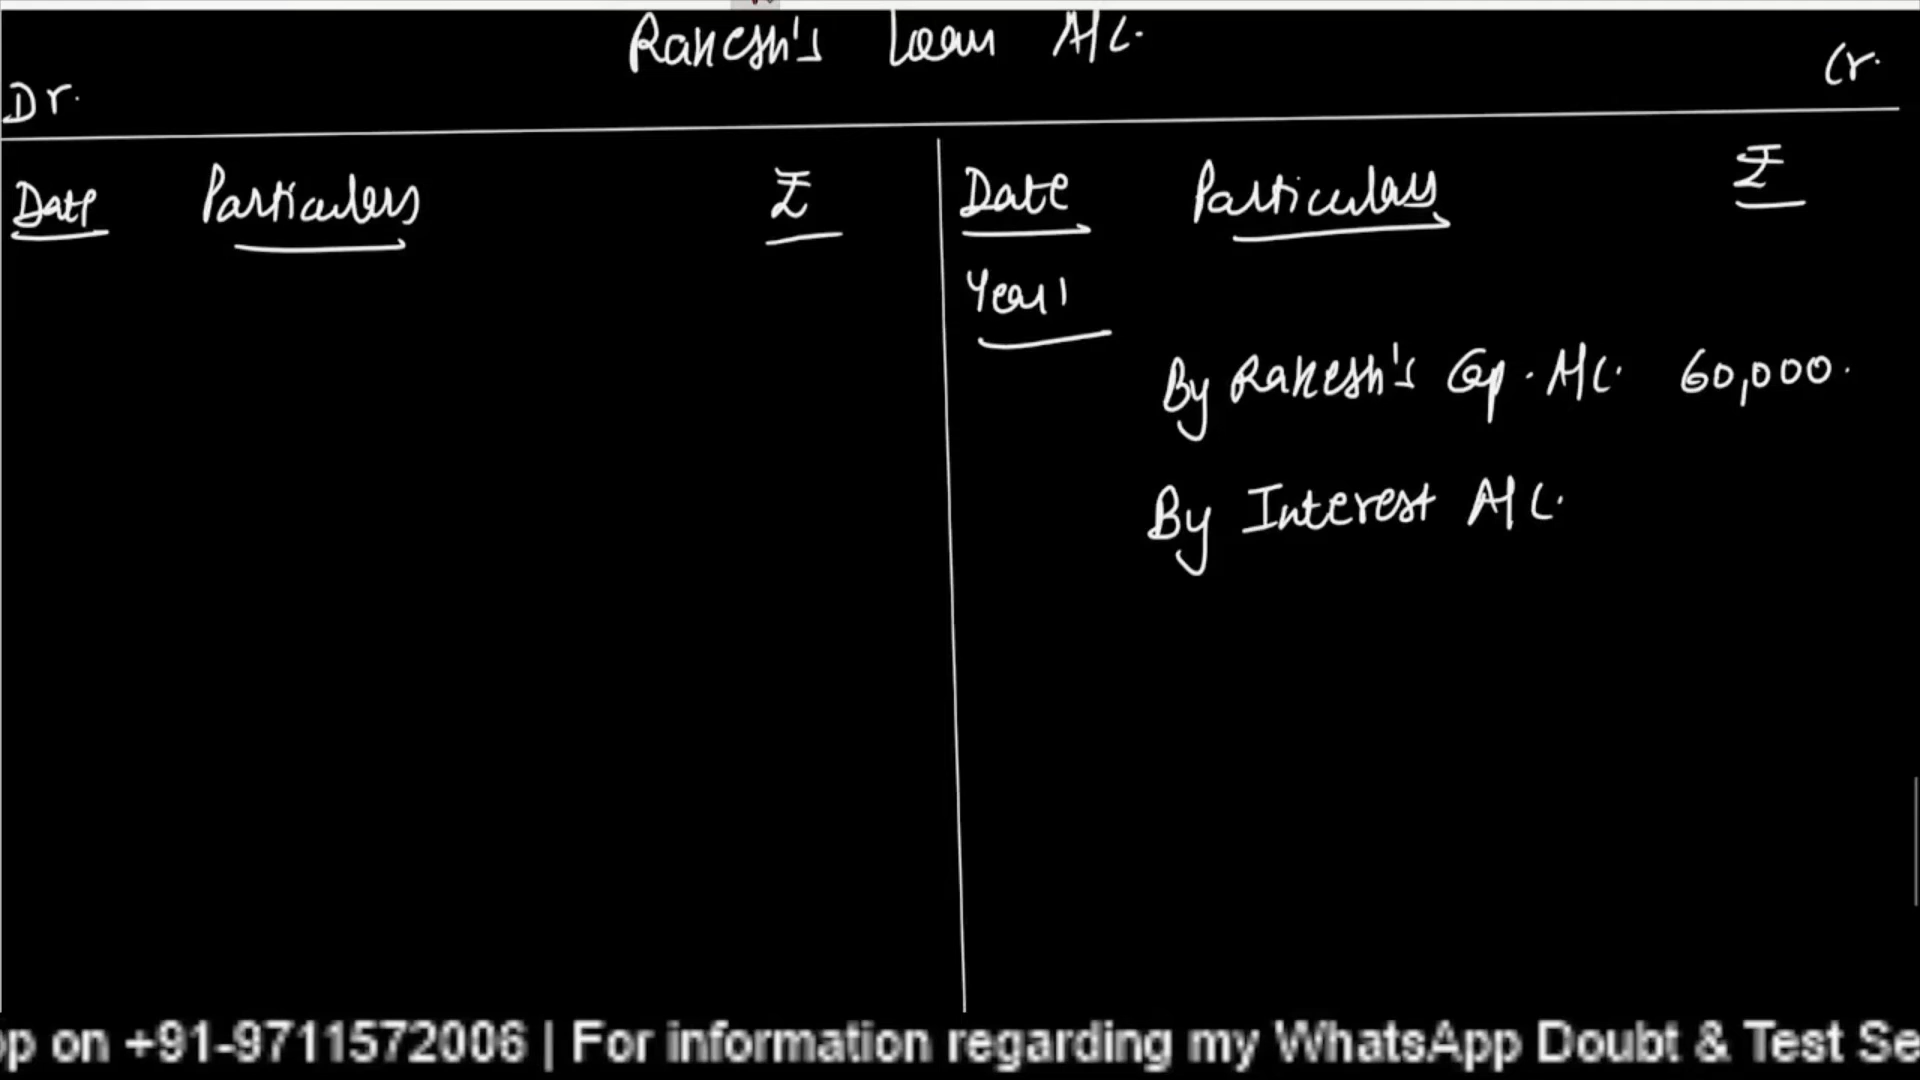 Rakesh's Loan A/c.
Dr. Cr.
Date Particulars ₹ Date Particulars ₹
Year 1
By Rakesh's Cap. A/c. 60,000.
By Interest A/c.
pp on +91-9711572006 | For information regarding my WhatsApp Doubt & Test Se